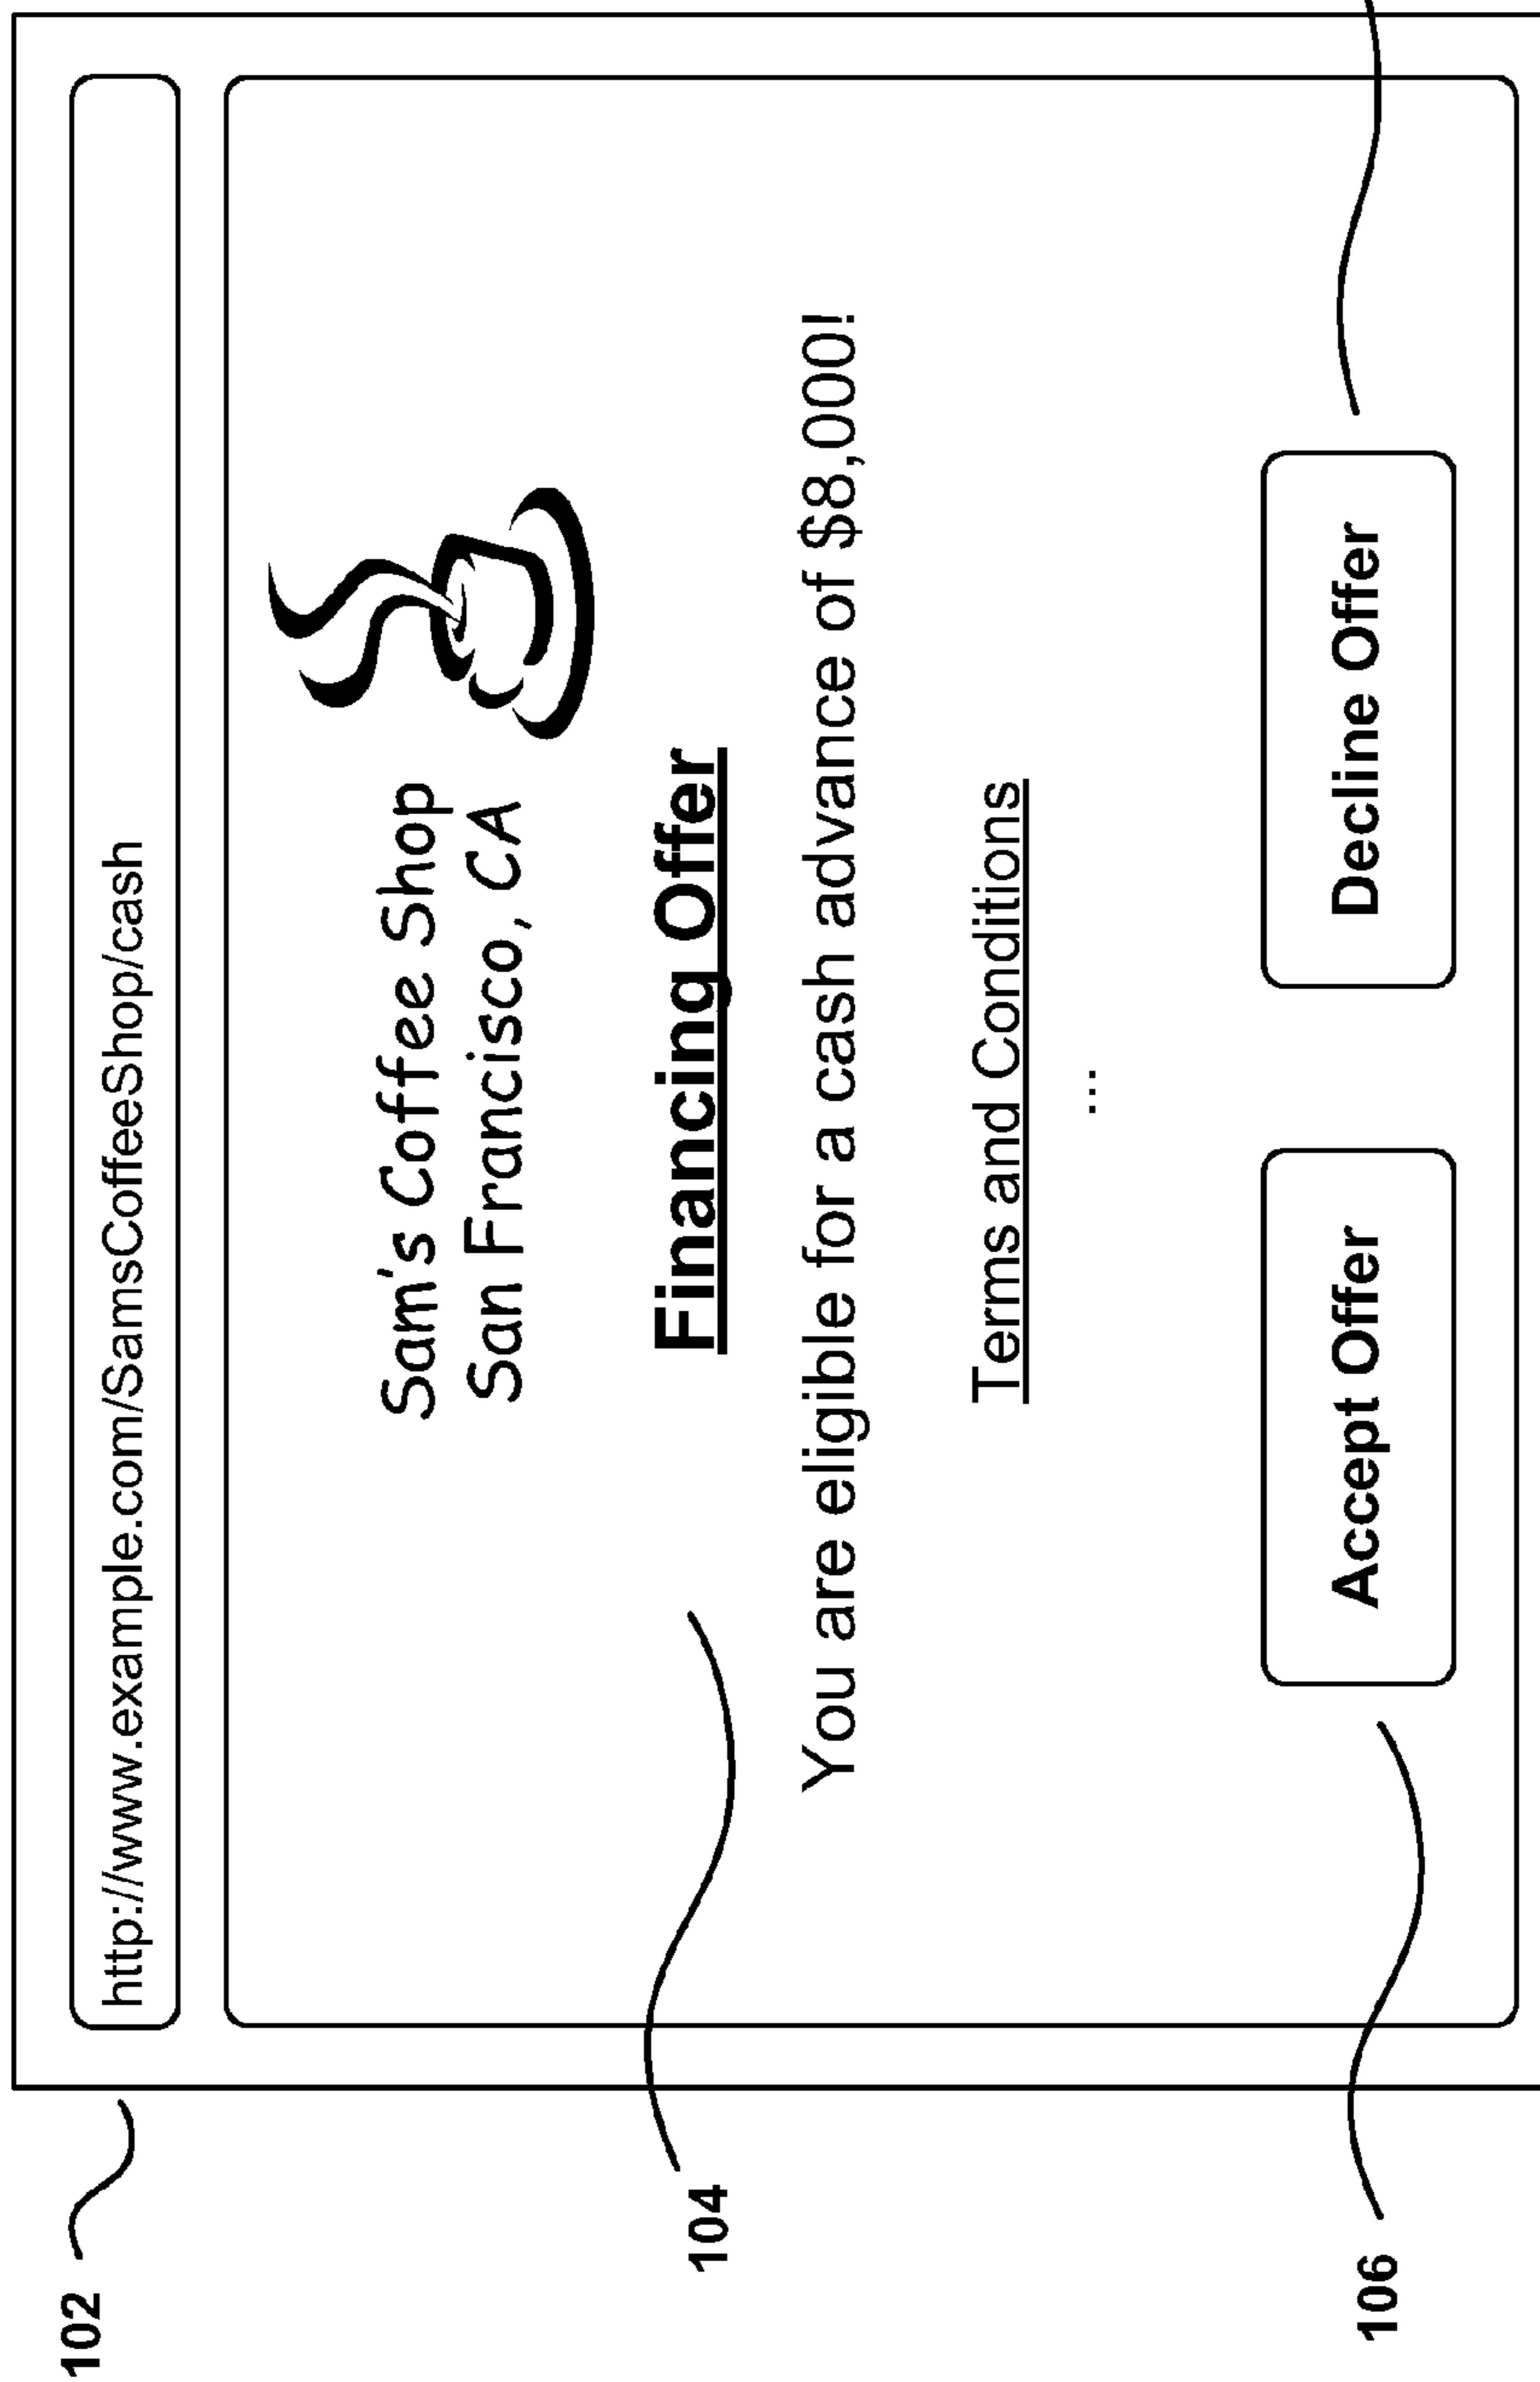 http://www.example.com/SamsCoffeeShop/cash
Sam's Coffee Shop
San Francisco, CA
Financing Offer
You are eligible for a cash advance of $8,000!
Terms and Conditions
...
Accept Offer
Decline Offer
102
104
106